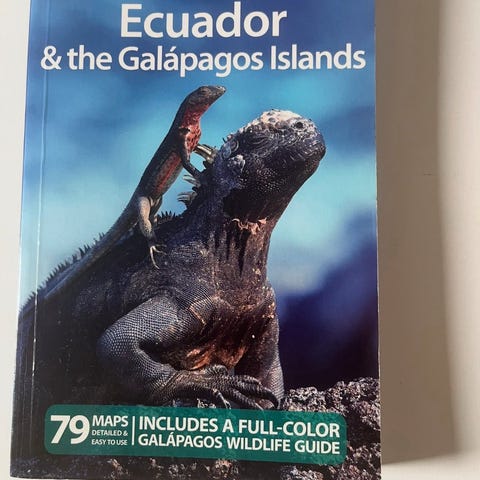 Ecuador
& the Galápagos Islands
79 MAPS
DETAILED &
EASY TO USE
INCLUDES A FULL-COLOR
GALÁPAGOS WILDLIFE GUIDE